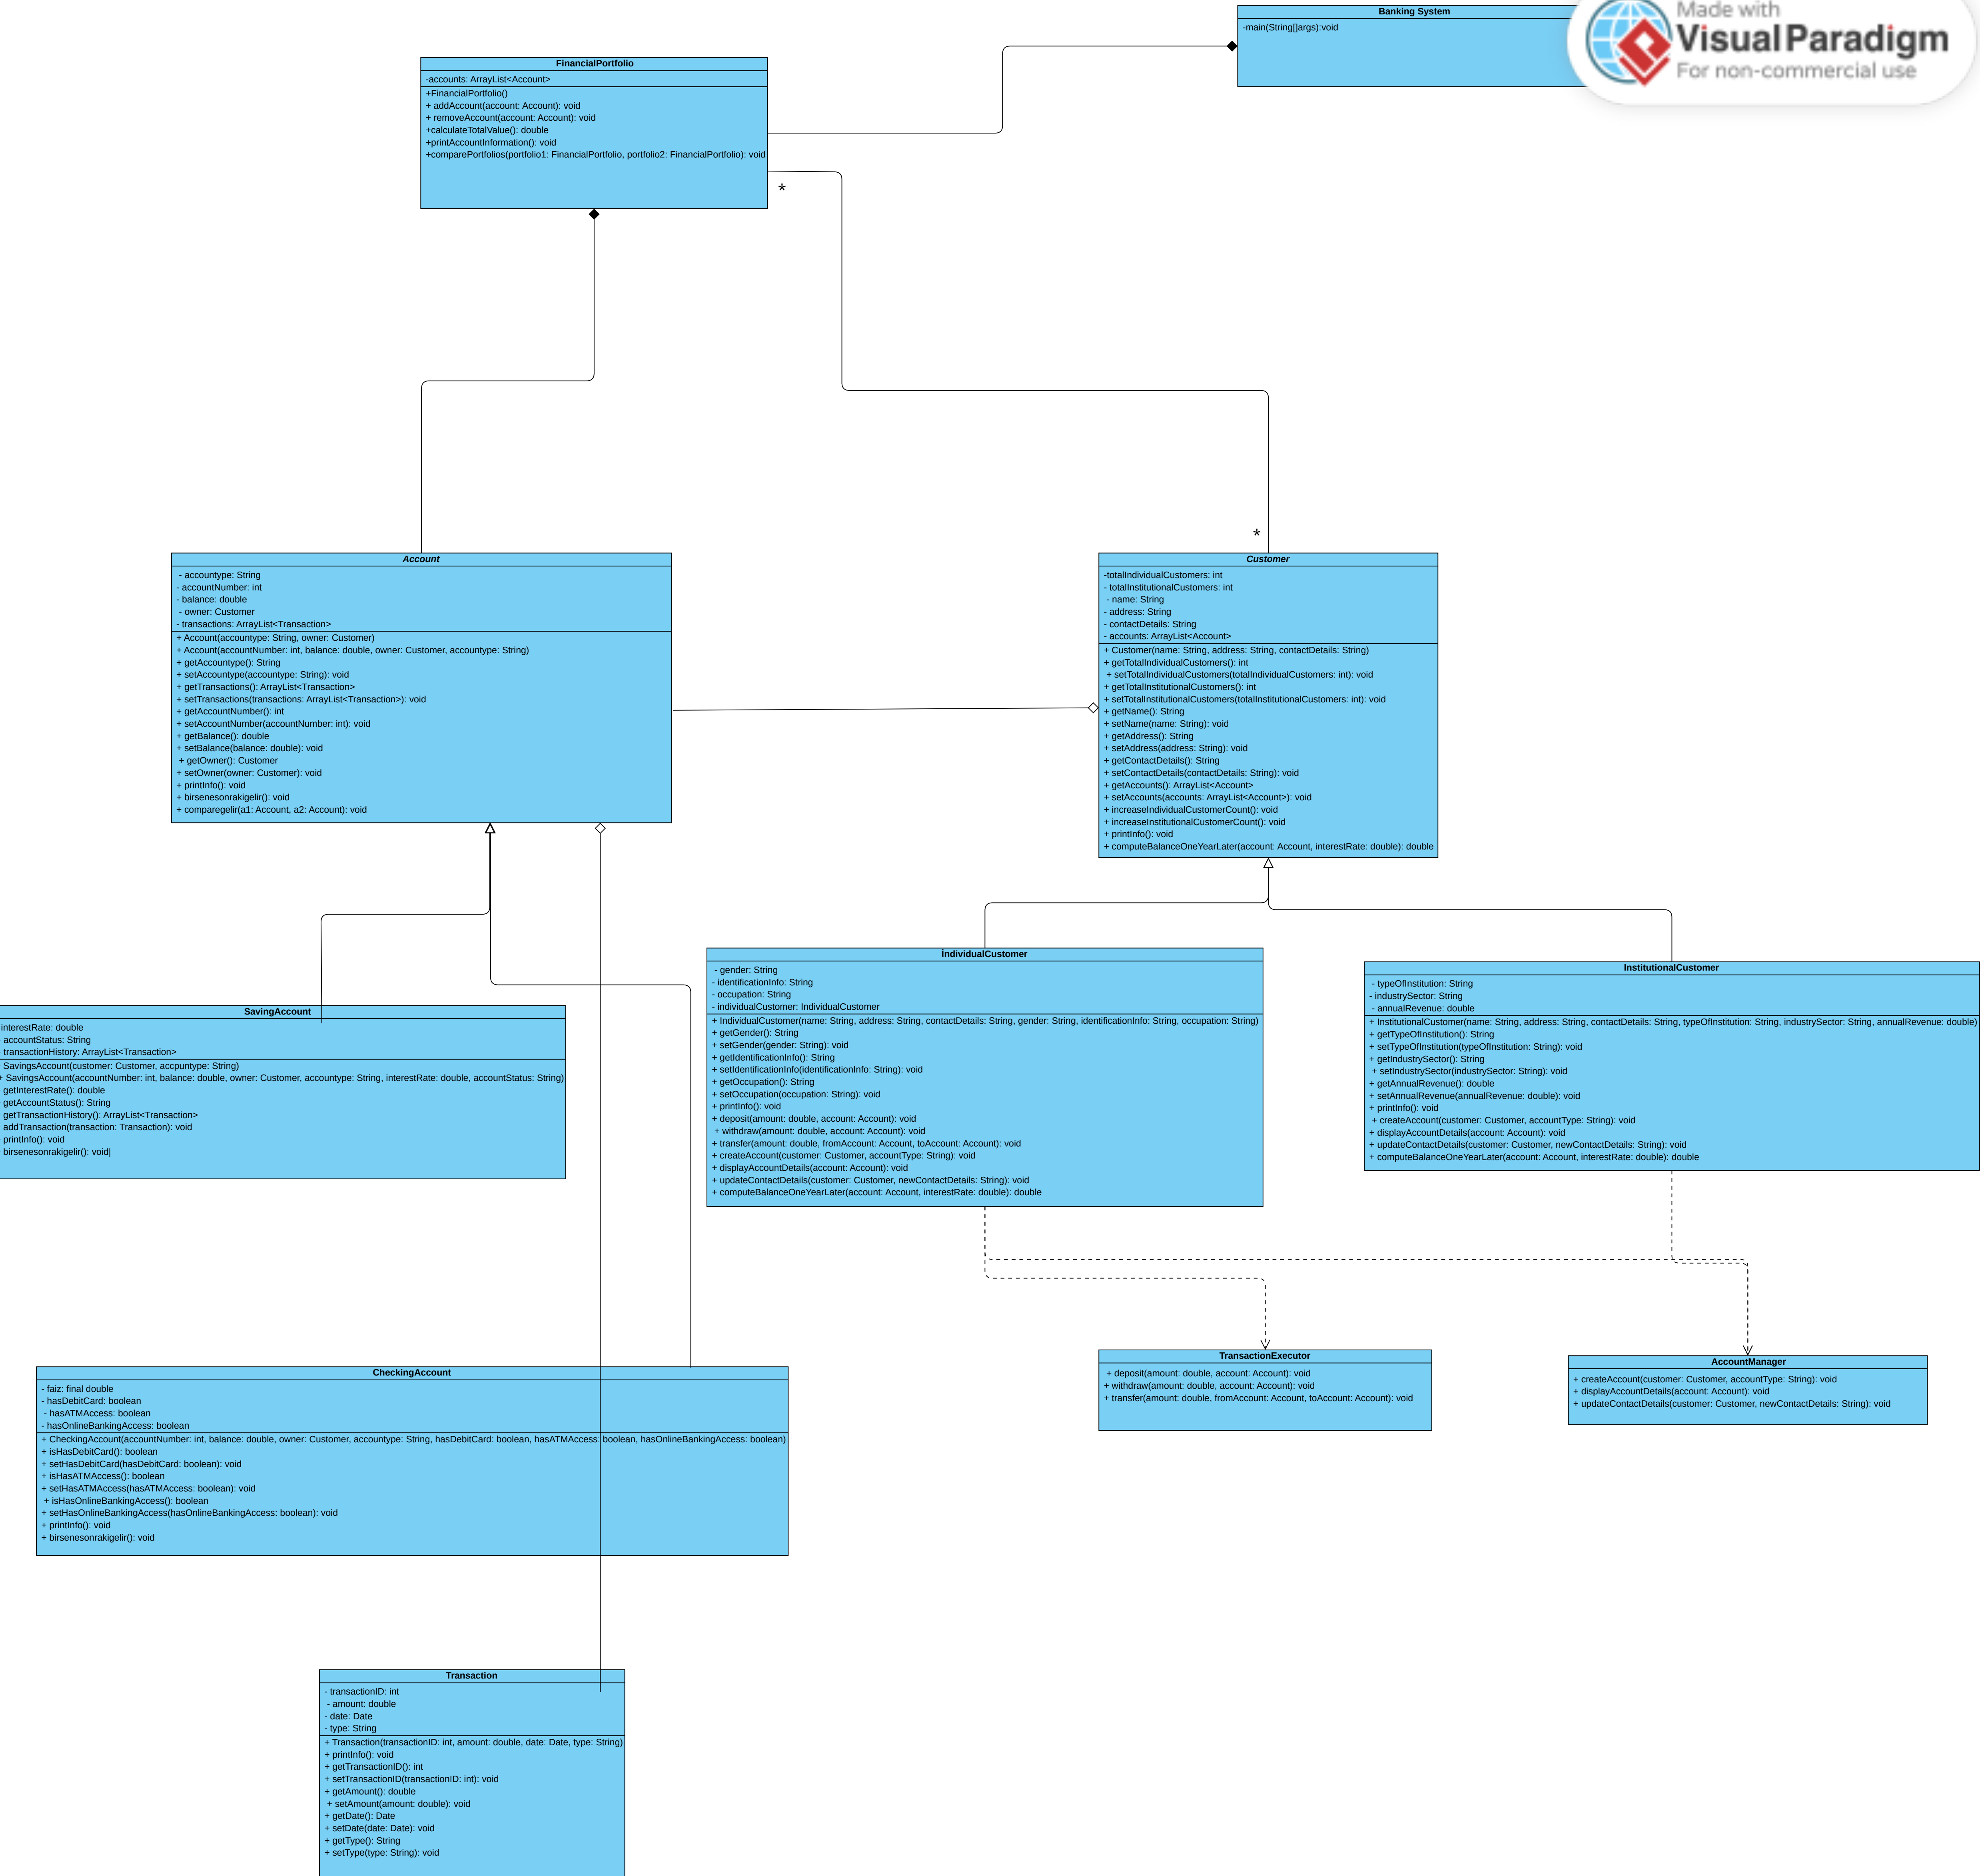 Banking System
-main(String[]args):void
Made with
Visual Paradigm
For non-commercial use
FinancialPortfolio
-accounts: ArrayList<Account>
+FinancialPortfolio()
+ addAccount(account: Account): void
+ removeAccount(account: Account): void
+calculateTotalValue(): double
+printAccountInformation(): void
+comparePortfolios(portfolio1: FinancialPortfolio, portfolio2: FinancialPortfolio): void
*
*
Account
- accountype: String
- accountNumber: int
- balance: double
- owner: Customer
- transactions: ArrayList<Transaction>
+ Account(accountype: String, owner: Customer)
+ Account(accountNumber: int, balance: double, owner: Customer, accountype: String)
+ getAccountype(): String
+ setAccountype(accountype: String): void
+ getTransactions(): ArrayList<Transaction>
+ setTransactions(transactions: ArrayList<Transaction>): void
+ getAccountNumber(): int
+ setAccountNumber(accountNumber: int): void
+ getBalance(): double
+ setBalance(balance: double): void
+ getOwner(): Customer
+ setOwner(owner: Customer): void
+ printInfo(): void
+ birsenesonrakigelir(): void
+ comparegelir(a1: Account, a2: Account): void
Customer
-totalIndividualCustomers: int
- totalInstitutionalCustomers: int
- name: String
- address: String
- contactDetails: String
- accounts: ArrayList<Account>
+ Customer(name: String, address: String, contactDetails: String)
+ getTotalIndividualCustomers(): int
+ setTotalIndividualCustomers(totalIndividualCustomers: int): void
+ getTotalInstitutionalCustomers(): int
+ setTotalInstitutionalCustomers(totalInstitutionalCustomers: int): void
+ getName(): String
+ setName(name: String): void
+ getAddress(): String
+ setAddress(address: String): void
+ getContactDetails(): String
+ setContactDetails(contactDetails: String): void
+ getAccounts(): ArrayList<Account>
+ setAccounts(accounts: ArrayList<Account>): void
+ increaseIndividualCustomerCount(): void
+ increaseInstitutionalCustomerCount(): void
+ printInfo(): void
+ computeBalanceOneYearLater(account: Account, interestRate: double): double
İndividualCustomer
- gender: String
- identificationInfo: String
- occupation: String
- individualCustomer: IndividualCustomer
+ IndividualCustomer(name: String, address: String, contactDetails: String, gender: String, identificationInfo: String, occupation: String)
+ getGender(): String
+ setGender(gender: String): void
+ getIdentificationInfo(): String
+ setIdentificationInfo(identificationInfo: String): void
+ getOccupation(): String
+ setOccupation(occupation: String): void
+ printInfo(): void
+ deposit(amount: double, account: Account): void
+ withdraw(amount: double, account: Account): void
+ transfer(amount: double, fromAccount: Account, toAccount: Account): void
+ createAccount(customer: Customer, accountType: String): void
+ displayAccountDetails(account: Account): void
+ updateContactDetails(customer: Customer, newContactDetails: String): void
+ computeBalanceOneYearLater(account: Account, interestRate: double): double
InstitutionalCustomer
- typeOfInstitution: String
- industrySector: String
- annualRevenue: double
+ InstitutionalCustomer(name: String, address: String, contactDetails: String, typeOfInstitution: String, industrySector: String, annualRevenue: double)
+ getTypeOfInstitution(): String
+ setTypeOfInstitution(typeOfInstitution: String): void
+ getIndustrySector(): String
+ setIndustrySector(industrySector: String): void
+ getAnnualRevenue(): double
+ setAnnualRevenue(annualRevenue: double): void
+ printInfo(): void
+ createAccount(customer: Customer, accountType: String): void
+ displayAccountDetails(account: Account): void
+ updateContactDetails(customer: Customer, newContactDetails: String): void
+ computeBalanceOneYearLater(account: Account, interestRate: double): double
SavingAccount
interestRate: double
accountStatus: String
transactionHistory: ArrayList<Transaction>
SavingsAccount(customer: Customer, accpuntype: String)
+ SavingsAccount(accountNumber: int, balance: double, owner: Customer, accountype: String, interestRate: double, accountStatus: String)
getInterestRate(): double
getAccountStatus(): String
getTransactionHistory(): ArrayList<Transaction>
addTransaction(transaction: Transaction): void
printInfo(): void
birsenesonrakigelir(): void|
TransactionExecutor
+ deposit(amount: double, account: Account): void
+ withdraw(amount: double, account: Account): void
+ transfer(amount: double, fromAccount: Account, toAccount: Account): void
AccountManager
+ createAccount(customer: Customer, accountType: String): void
+ displayAccountDetails(account: Account): void
+ updateContactDetails(customer: Customer, newContactDetails: String): void
CheckingAccount
- faiz: final double
- hasDebitCard: boolean
- hasATMAccess: boolean
- hasOnlineBankingAccess: boolean
+ CheckingAccount(accountNumber: int, balance: double, owner: Customer, accountype: String, hasDebitCard: boolean, hasATMAccess: boolean, hasOnlineBankingAccess: boolean)
+ isHasDebitCard(): boolean
+ setHasDebitCard(hasDebitCard: boolean): void
+ isHasATMAccess(): boolean
+ setHasATMAccess(hasATMAccess: boolean): void
+ isHasOnlineBankingAccess(): boolean
+ setHasOnlineBankingAccess(hasOnlineBankingAccess: boolean): void
+ printInfo(): void
+ birsenesonrakigelir(): void
Transaction
- transactionID: int
- amount: double
- date: Date
- type: String
+ Transaction(transactionID: int, amount: double, date: Date, type: String)
+ printInfo(): void
+ getTransactionID(): int
+ setTransactionID(transactionID: int): void
+ getAmount(): double
+ setAmount(amount: double): void
+ getDate(): Date
+ setDate(date: Date): void
+ getType(): String
+ setType(type: String): void